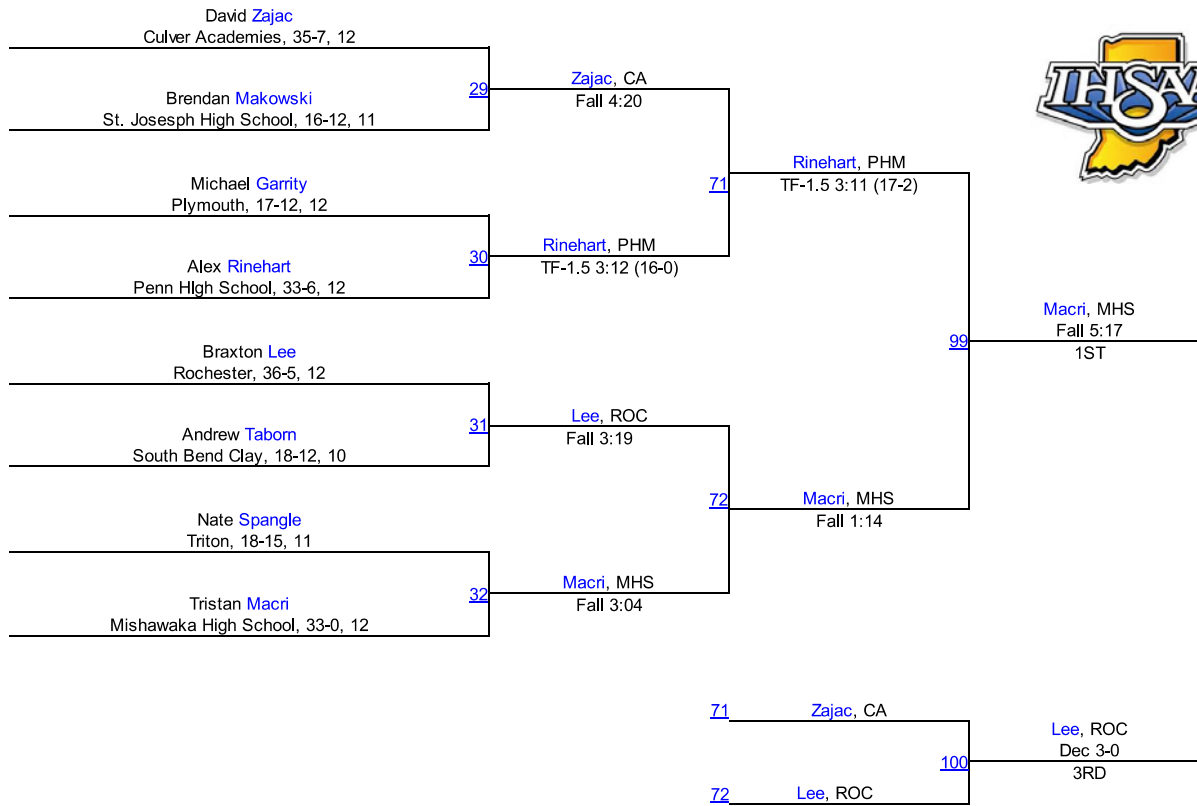 David Zajac
Culver Academies, 35-7, 12
29
Zajac, CA
Fall 4:20
Brendan Makowski
St. Josesph High School, 16-12, 11
IHSAA
71
Rinehart, PHM
TF-1.5 3:11 (17-2)
Michael Garrity
Plymouth, 17-12, 12
30
Rinehart, PHM
TF-1.5 3:12 (16-0)
Alex Rinehart
Penn HIgh School, 33-6, 12
99
Macri, MHS
Fall 5:17
1ST
Braxton Lee
Rochester, 36-5, 12
31
Lee, ROC
Fall 3:19
Andrew Taborn
South Bend Clay, 18-12, 10
72
Macri, MHS
Fall 1:14
Nate Spangle
Triton, 18-15, 11
32
Macri, MHS
Fall 3:04
Tristan Macri
Mishawaka High School, 33-0, 12
71
Zajac, CA
100
Lee, ROC
Dec 3-0
3RD
72
Lee, ROC